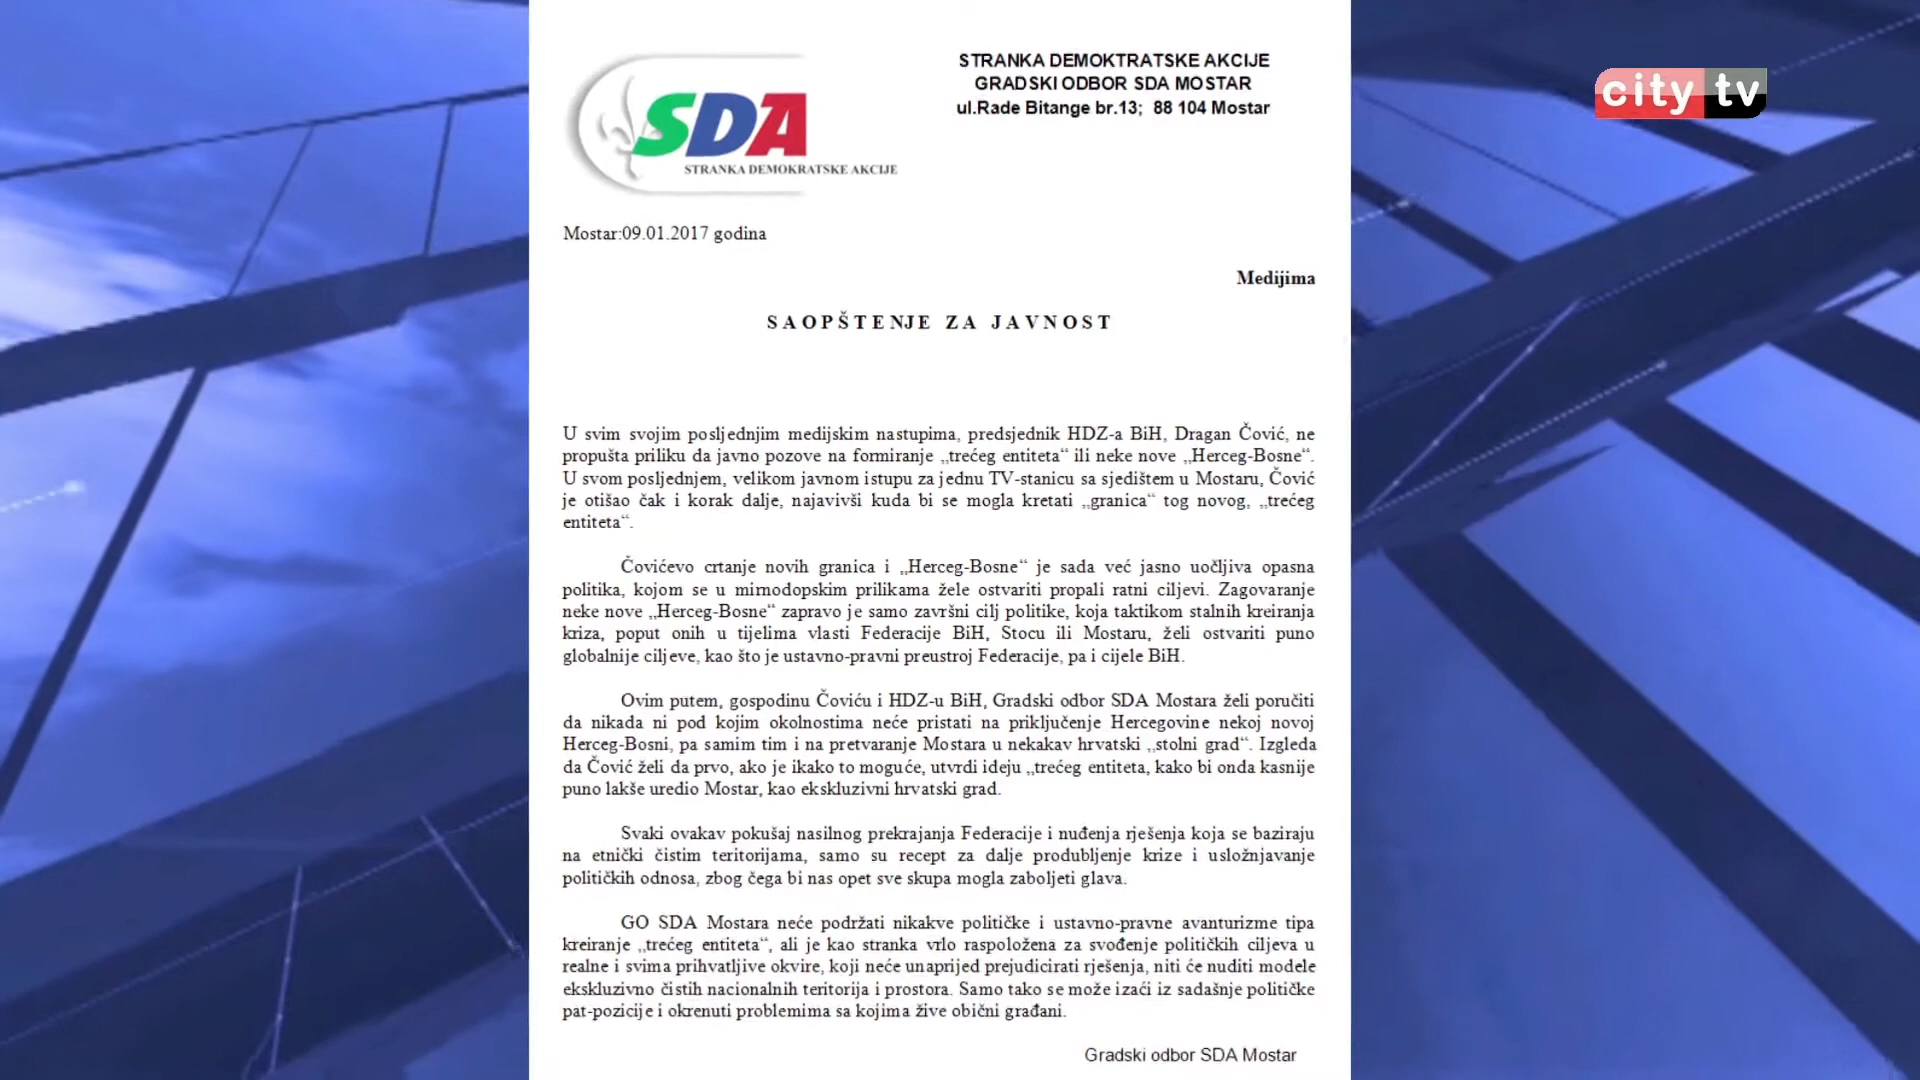 STRANKA DEMOKTRATSKE AKCIJE
GRADSKI ODBOR SDA MOSTAR
ul.Rade Bitange br.13; 88 104 Mostar
city tv
SDA
STRANKA DEMOKRATSKE AKCIJE
Mostar:09.01.2017 godina
Medijima
SAOPŠTENJE ZA JAVNOST
U svim svojim posljednjim medijskim nastupima, predsjednik HDZ-a BiH, Dragan Čović, ne
propušta priliku da javno pozove na formiranje „trećeg entiteta“ ili neke nove „Herceg-Bosne“.
U svom posljednjem, velikom javnom istupu za jednu TV-stanicu sa sjedištem u Mostaru, Čović
je otišao čak i korak dalje, najavivši kuda bi se mogla kretati „granica“ tog novog, „trećeg
entiteta“.
Čovićevo crtanje novih granica i „Herceg-Bosne“ je sada već jasno uočljiva opasna
politika, kojom se u mirnodopskim prilikama žele ostvariti propali ratni ciljevi. Zagovaranje
neke nove „Herceg-Bosne“ zapravo je samo završni cilj politike, koja taktikom stalnih kreiranja
kriza, poput onih u tijelima vlasti Federacije BiH, Stocu ili Mostaru, želi ostvariti puno
globalnije ciljeve, kao što je ustavno-pravni preustroj Federacije, pa i cijele BiH.
Ovim putem, gospodinu Čoviću i HDZ-u BiH, Gradski odbor SDA Mostara želi poručiti
da nikada ni pod kojim okolnostima neće pristati na priključenje Hercegovine nekoj novoj
Herceg-Bosni, pa samim tim i na pretvaranje Mostara u nekakav hrvatski „stolni grad“. Izgleda
da Čović želi da prvo, ako je ikako to moguće, utvrdi ideju „trećeg entiteta, kako bi onda kasnije
puno lakše uredio Mostar, kao ekskluzivni hrvatski grad.
Svaki ovakav pokušaj nasilnog prekrajanja Federacije i nuđenja rješenja koja se baziraju
na etnički čistim teritorijama, samo su recept za dalje produbljenje krize i usložnjavanje
političkih odnosa, zbog čega bi nas opet sve skupa mogla zaboljeti glava.
GO SDA Mostara neće podržati nikakve političke i ustavno-pravne avanturizme tipa
kreiranje „trećeg entiteta“, ali je kao stranka vrlo raspoložena za svođenje političkih ciljeva u
realne i svima prihvatljive okvire, koji neće unaprijed prejudicirati rješenja, niti će nuditi modele
ekskluzivno čistih nacionalnih teritorija i prostora. Samo tako se može izaći iz sadašnje političke
pat-pozicije i okrenuti problemima sa kojima žive obični građani.
Gradski odbor SDA Mostar